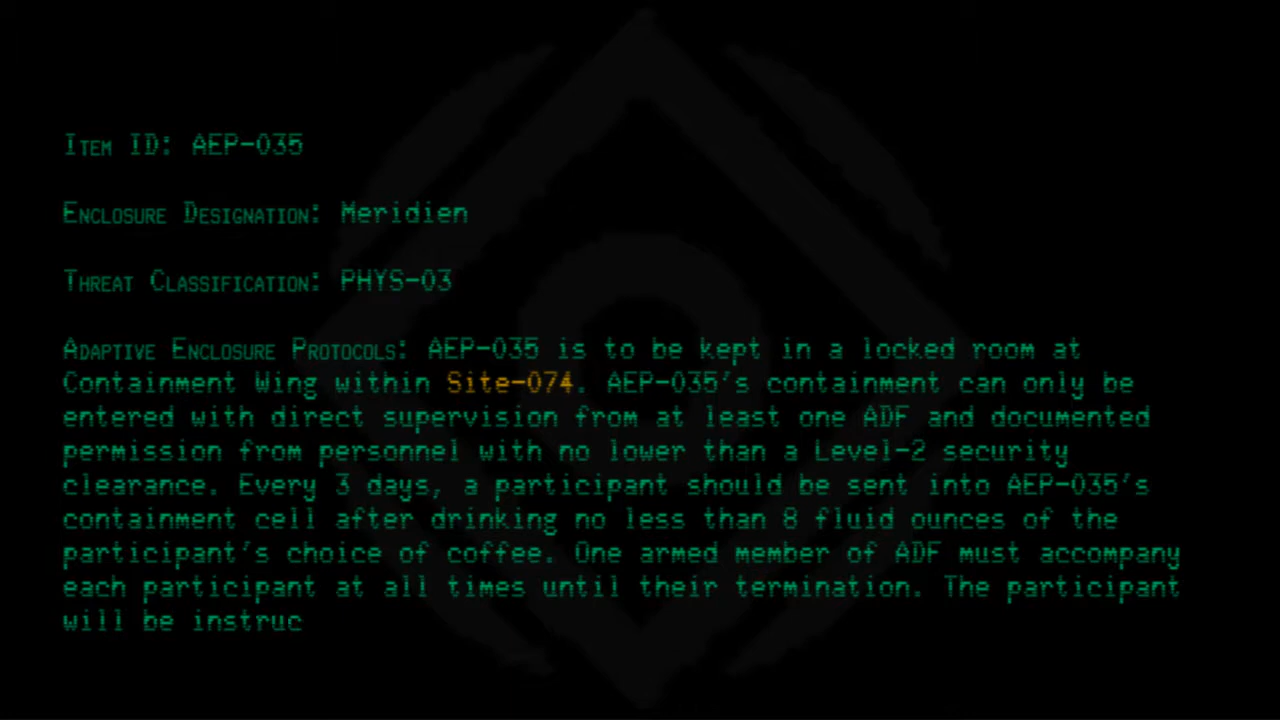 Item ID: AEP-035
Enclosure Designation: Meridien
Threat Classification: PHYS-03
Adaptive Enclosure Protocols: AEP-035 is to be kept in a locked room at
Containment Wing within Site-074. AEP-035's containment can only be
entered with direct supervision from at least one ADF and documented
permission from personnel with no lower than a Level-2 security
clearance. Every 3 days, a participant should be sent into AEP-035's
containment cell after drinking no less than 8 fluid ounces of the
participant's choice of coffee. One armed member of ADF must accompany
each participant at all times until their termination. The participant
will be instruc